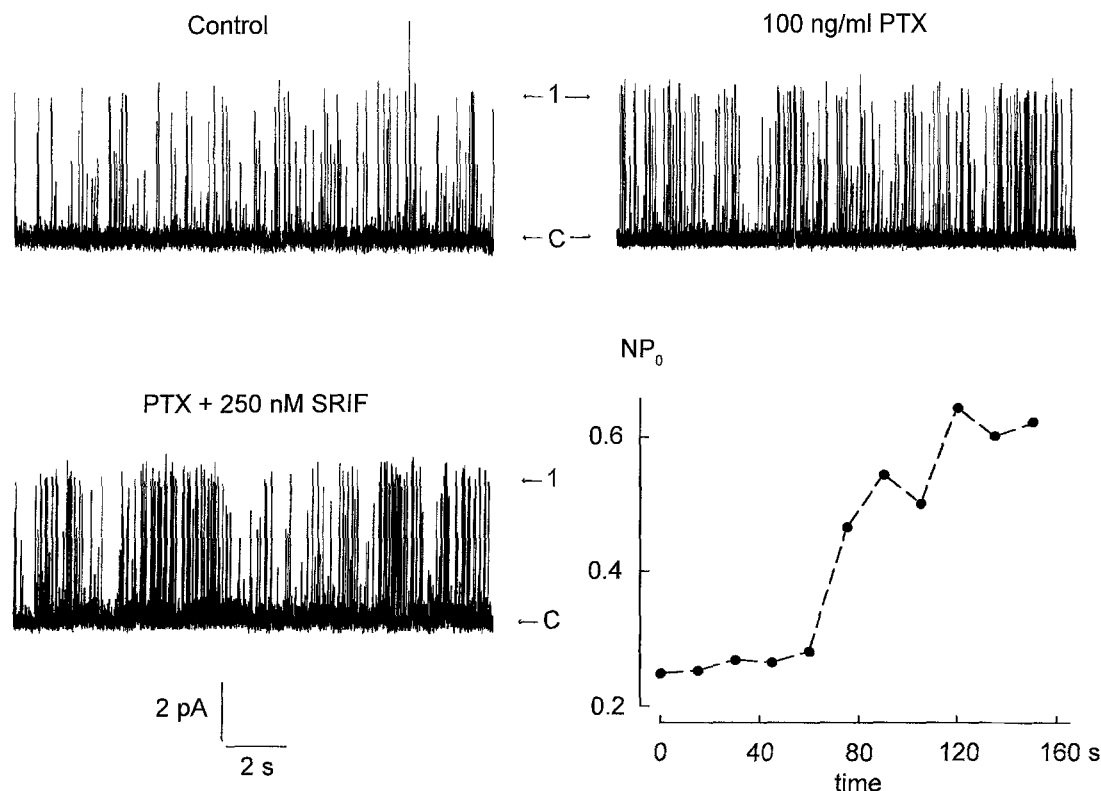 Control
100 ng/ml PTX
←1→
←C→
PTX + 250 nM SRIF
←1
←C
2 pA
2 s
NP₀
0.6
0.4
0.2
0 40 80 120 160 s
time